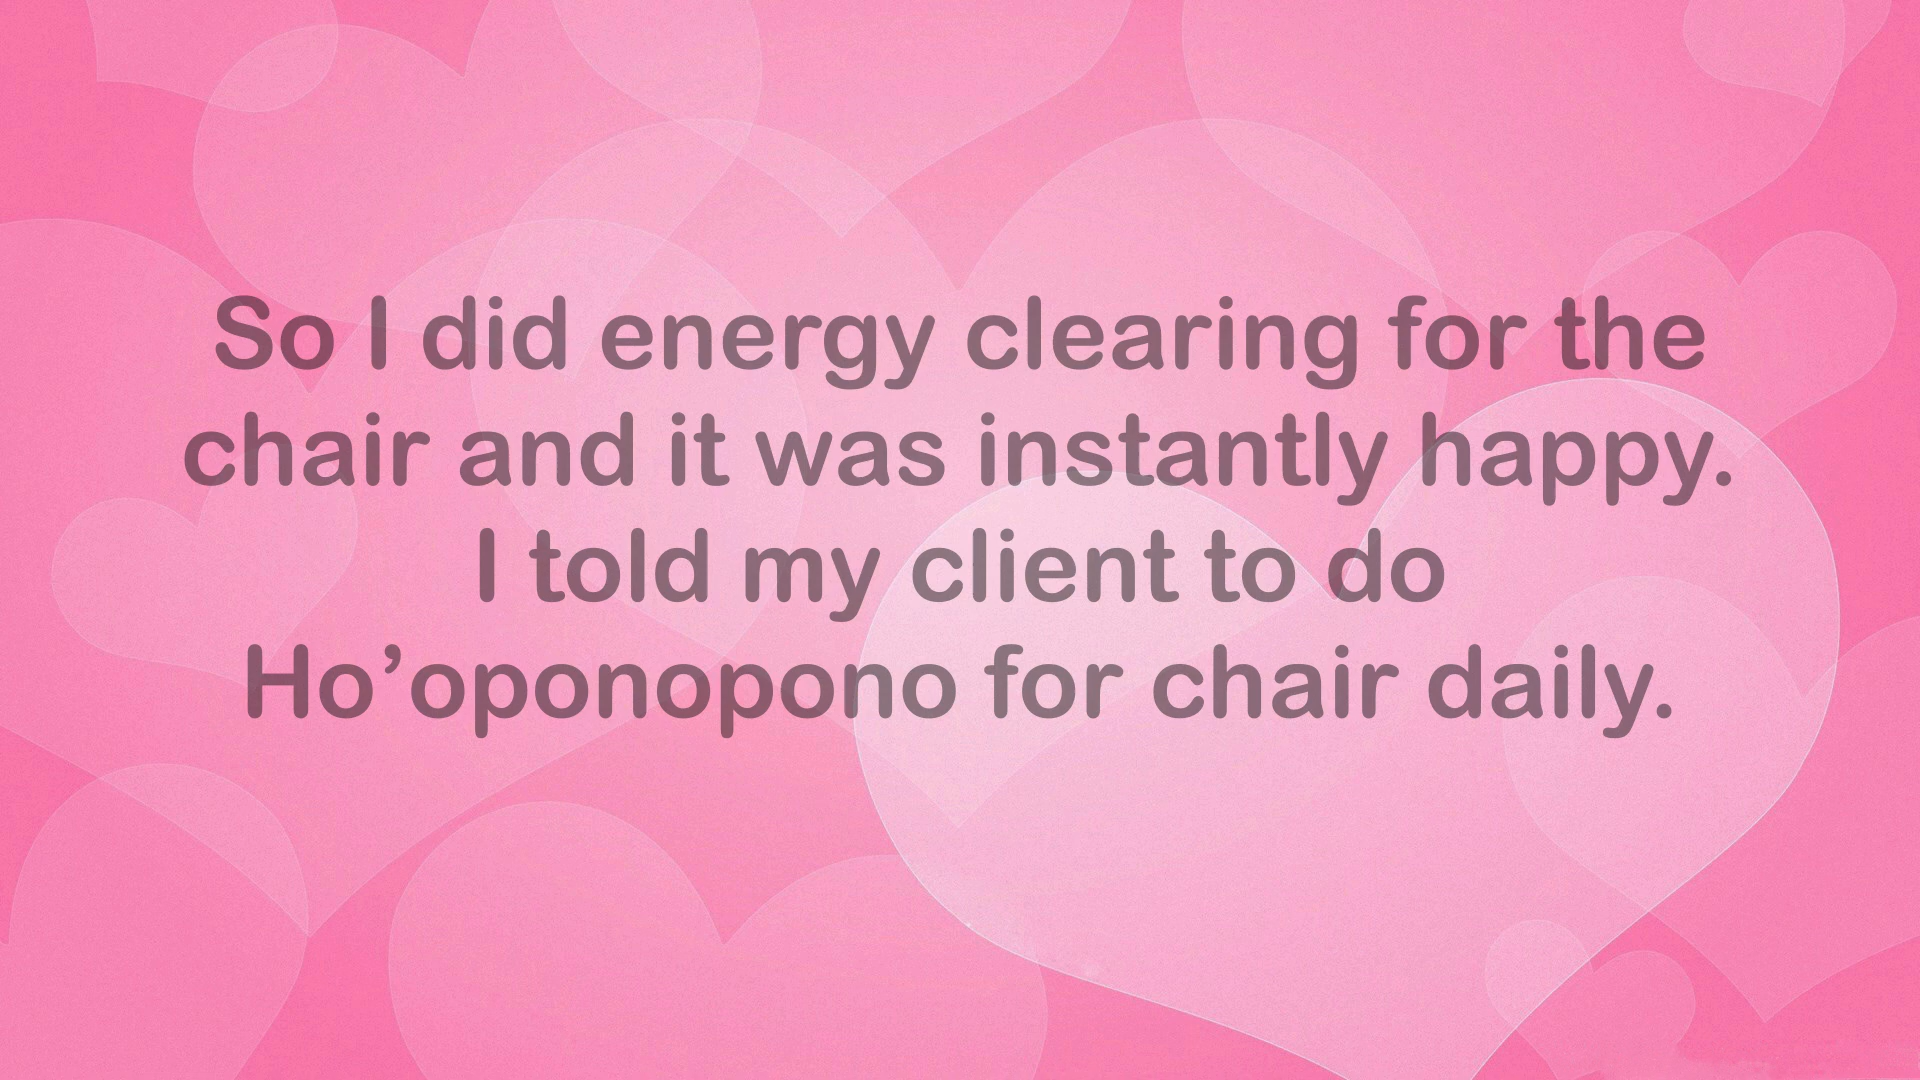 So I did energy clearing for the
chair and it was instantly happy.
I told my client to do
Ho’oponopono for chair daily.